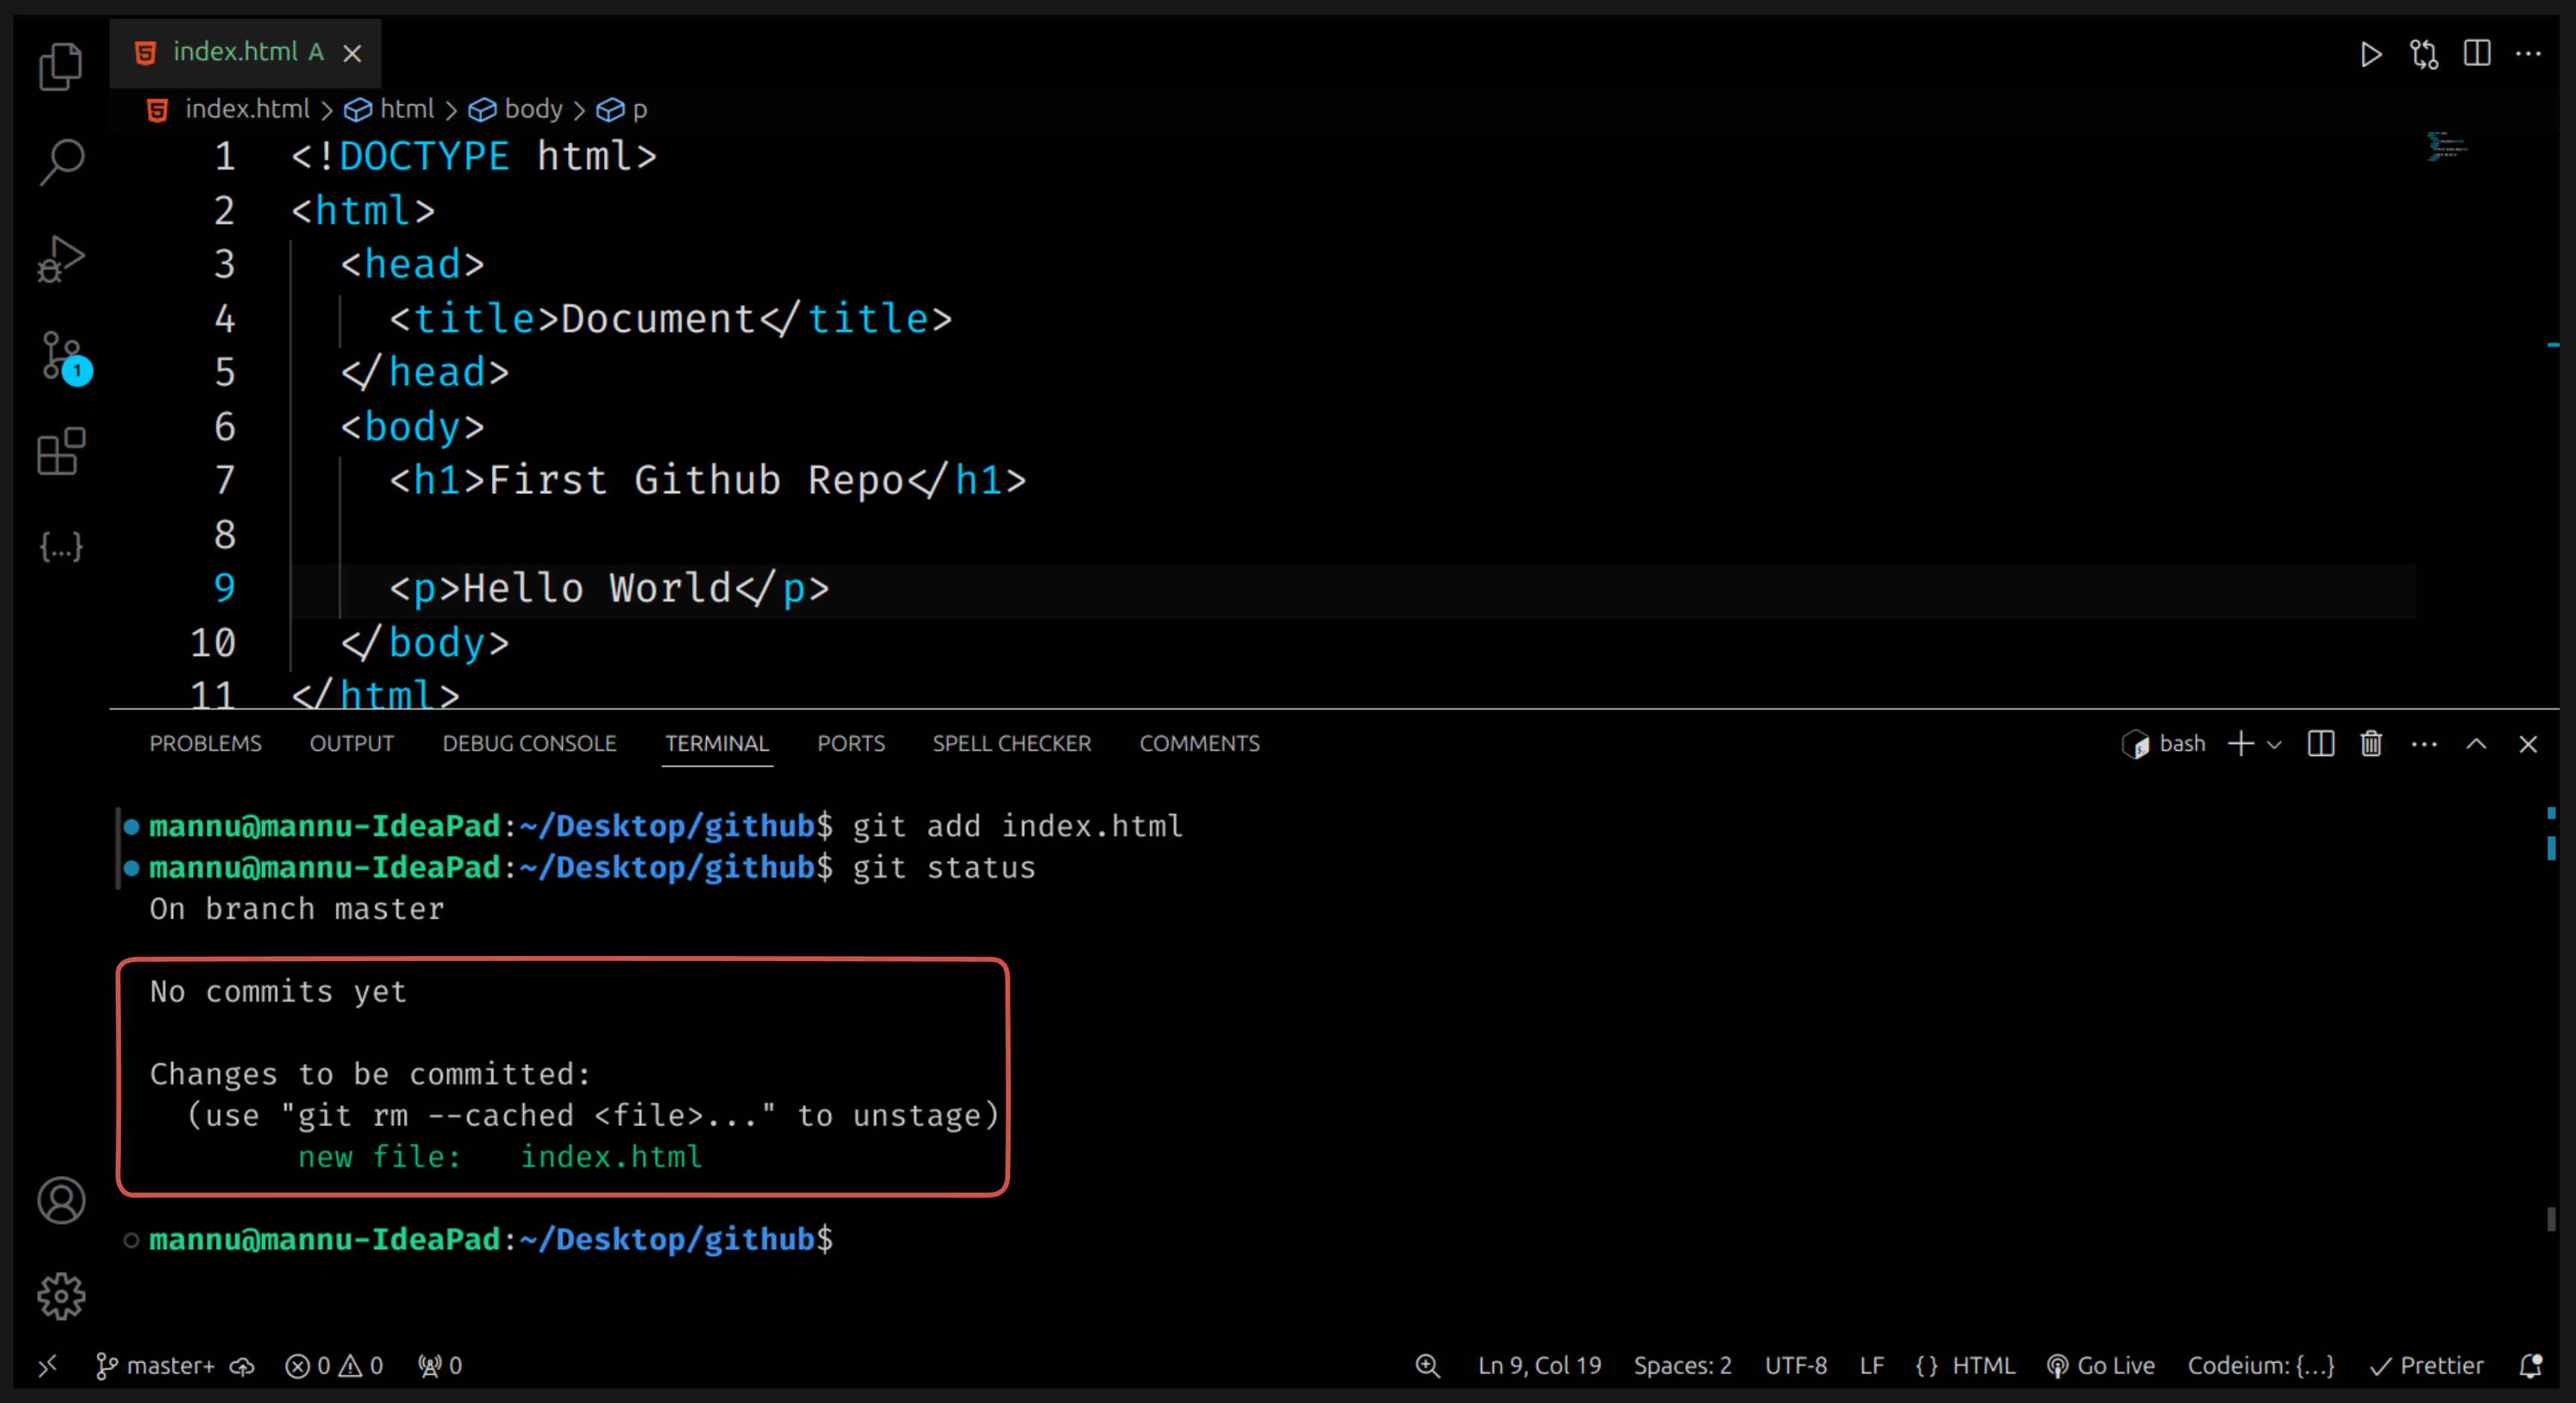 index.html A
index.html > html > body > p
1 <!DOCTYPE html>
2 <html>
3 <head>
4 <title>Document</title>
5 </head>
6 <body>
7 <h1>First Github Repo</h1>
8
9 <p>Hello World</p>
10 </body>
11 </html>
1
{...}
PROBLEMS OUTPUT DEBUG CONSOLE TERMINAL PORTS SPELL CHECKER COMMENTS bash
mannu@mannu-IdeaPad:~/Desktop/github$ git add index.html
mannu@mannu-IdeaPad:~/Desktop/github$ git status
On branch master
No commits yet
Changes to be committed:
(use "git rm --cached <file>..." to unstage)
new file: index.html
mannu@mannu-IdeaPad:~/Desktop/github$
master+ 0 0 0 Ln 9, Col 19 Spaces: 2 UTF-8 LF {} HTML Go Live Codeium: {...} Prettier